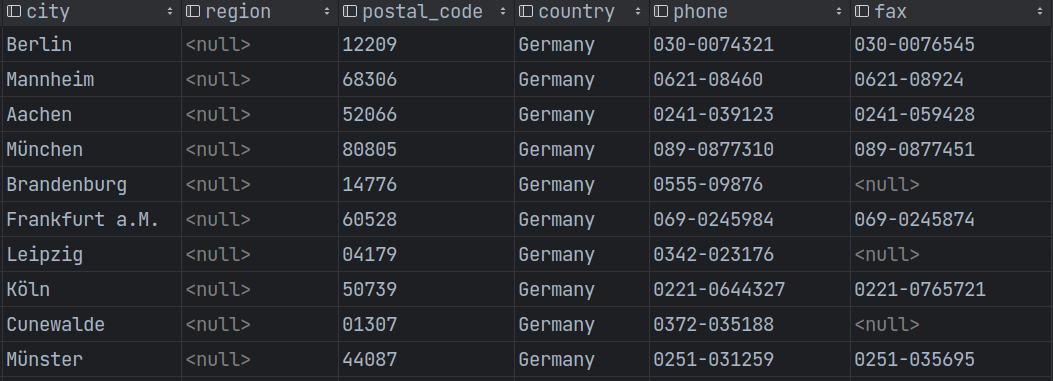 city region postal_code country phone fax
Berlin <null> 12209 Germany 030-0074321 030-0076545
Mannheim <null> 68306 Germany 0621-08460 0621-08924
Aachen <null> 52066 Germany 0241-039123 0241-059428
München <null> 80805 Germany 089-0877310 089-0877451
Brandenburg <null> 14776 Germany 0555-09876 <null>
Frankfurt a.M. <null> 60528 Germany 069-0245984 069-0245874
Leipzig <null> 04179 Germany 0342-023176 <null>
Köln <null> 50739 Germany 0221-0644327 0221-0765721
Cunewalde <null> 01307 Germany 0372-035188 <null>
Münster <null> 44087 Germany 0251-031259 0251-035695